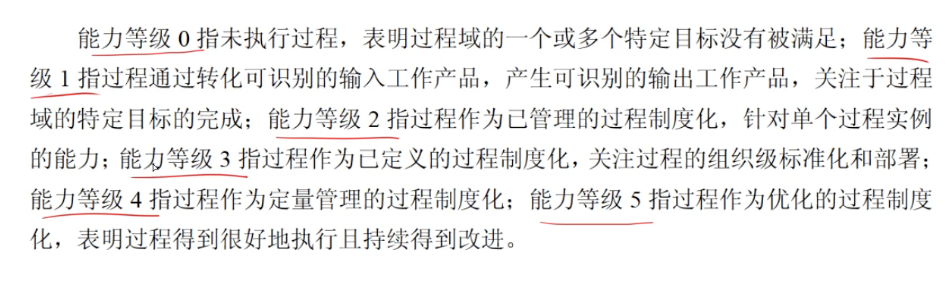 能力等级 0 指未执行过程，表明过程域的一个或多个特定目标没有被满足；能力等
级 1 指过程通过转化可识别的输入工作产品，产生可识别的输出工作产品，关注于过程
域的特定目标的完成；能力等级 2 指过程作为已管理的过程制度化，针对单个过程实例
的能力；能力等级 3 指过程作为已定义的过程制度化，关注过程的组织级标准化和部署；
能力等级 4 指过程作为定量管理的过程制度化；能力等级 5 指过程作为优化的过程制度
化，表明过程得到很好地执行且持续得到改进。